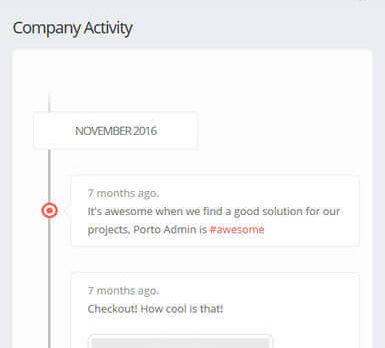 Company Activity
NOVEMBER 2016
7 months ago.
It's awesome when we find a good solution for our
projects, Porto Admin is #awesome
7 months ago.
Checkout! How cool is that!